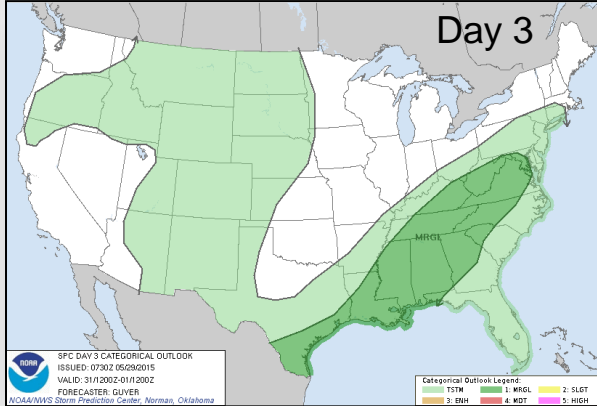 Day 3
MRGL
NOAA
SPC DAY 3 CATEGORICAL OUTLOOK
ISSUED: 0730Z 05/29/2015
VALID: 31/1200Z-01/1200Z
FORECASTER: GUYER
NOAA/NWS Storm Prediction Center, Norman, Oklahoma
Categorical Outlook Legend:
TSTM 1: MRGL 2: SLGT
3: ENH 4: MDT 5: HIGH